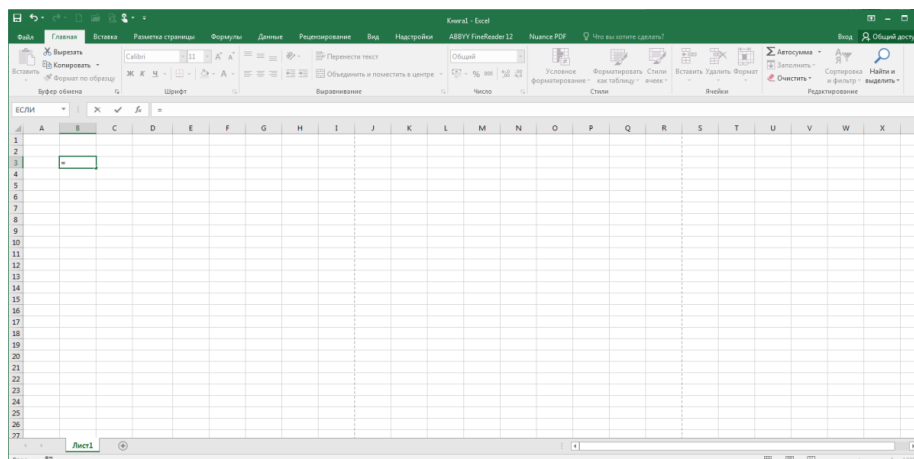 Книга1 - Excel
Файл Главная Вставка Разметка страницы Формулы Данные Рецензирование Вид Надстройки ABBYY FineReader 12 Nuance PDF Что вы хотите сделать? Вход Общий доступ
Вставить
Вырезать
Копировать
Формат по образцу
Буфер обмена
Calibri 11
Ж К Ч
Шрифт
Перенести текст
Объединить и поместить в центре
Выравнивание
Общий
% 000
Число
Условное форматирование
Форматировать как таблицу
Стили ячеек
Стили
Вставить Удалить Формат
Ячейки
Автосумма
Заполнить
Очистить
Сортировка и фильтр
Найти и выделить
Редактирование
ЕСЛИ fx =
A B C D E F G H I J K L M N O P Q R S T U V W X
1
2
3 =
4
5
6
7
8
9
10
11
12
13
14
15
16
17
18
19
20
21
22
23
24
25
26
27
Лист1